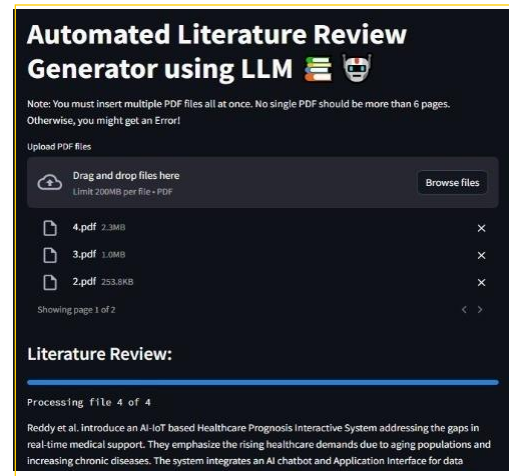 Automated Literature Review
Generator using LLM
Note: You must insert multiple PDF files all at once. No single PDF should be more than 6 pages.
Otherwise, you might get an Error!
Upload PDF files
Drag and drop files here
Limit 200MB per file • PDF
Browse files
4.pdf 2.3MB
3.pdf 1.0MB
2.pdf 253.8KB
Showing page 1 of 2
Literature Review:
Processing file 4 of 4
Reddy et al. introduce an AI-IoT based Healthcare Prognosis Interactive System addressing the gaps in
real-time medical support. They emphasize the rising healthcare demands due to aging populations and
increasing chronic diseases. The system integrates an AI chatbot and Application Interface for data